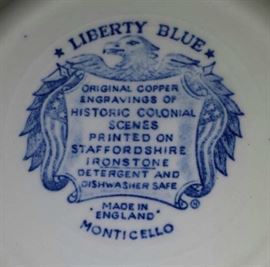 LIBERTY BLUE
ORIGINAL COPPER
ENGRAVINGS OF
HISTORIC COLONIAL
SCENES
PRINTED ON
STAFFORDSHIRE
IRONSTONE
DETERGENT AND
DISHWASHER SAFE
MADE IN
ENGLAND
MONTICELLO